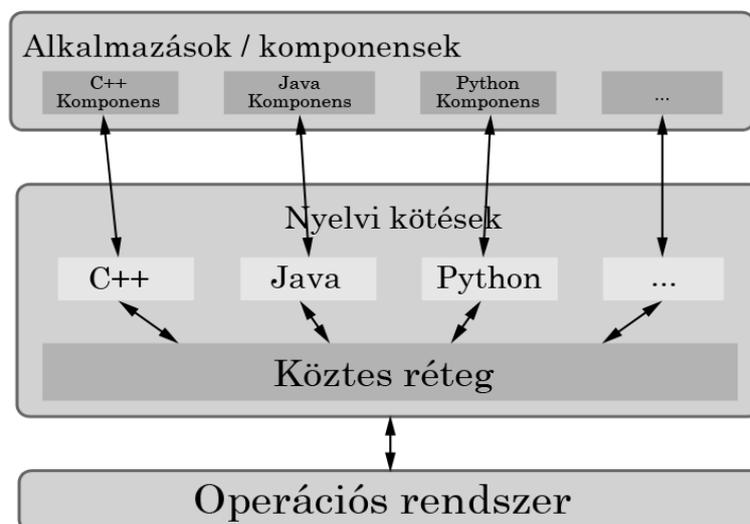 Alkalmazások / komponensek
C++
Komponens
Java
Komponens
Python
Komponens
...
Nyelvi kötések
C++
Java
Python
...
Köztes réteg
Operációs rendszer